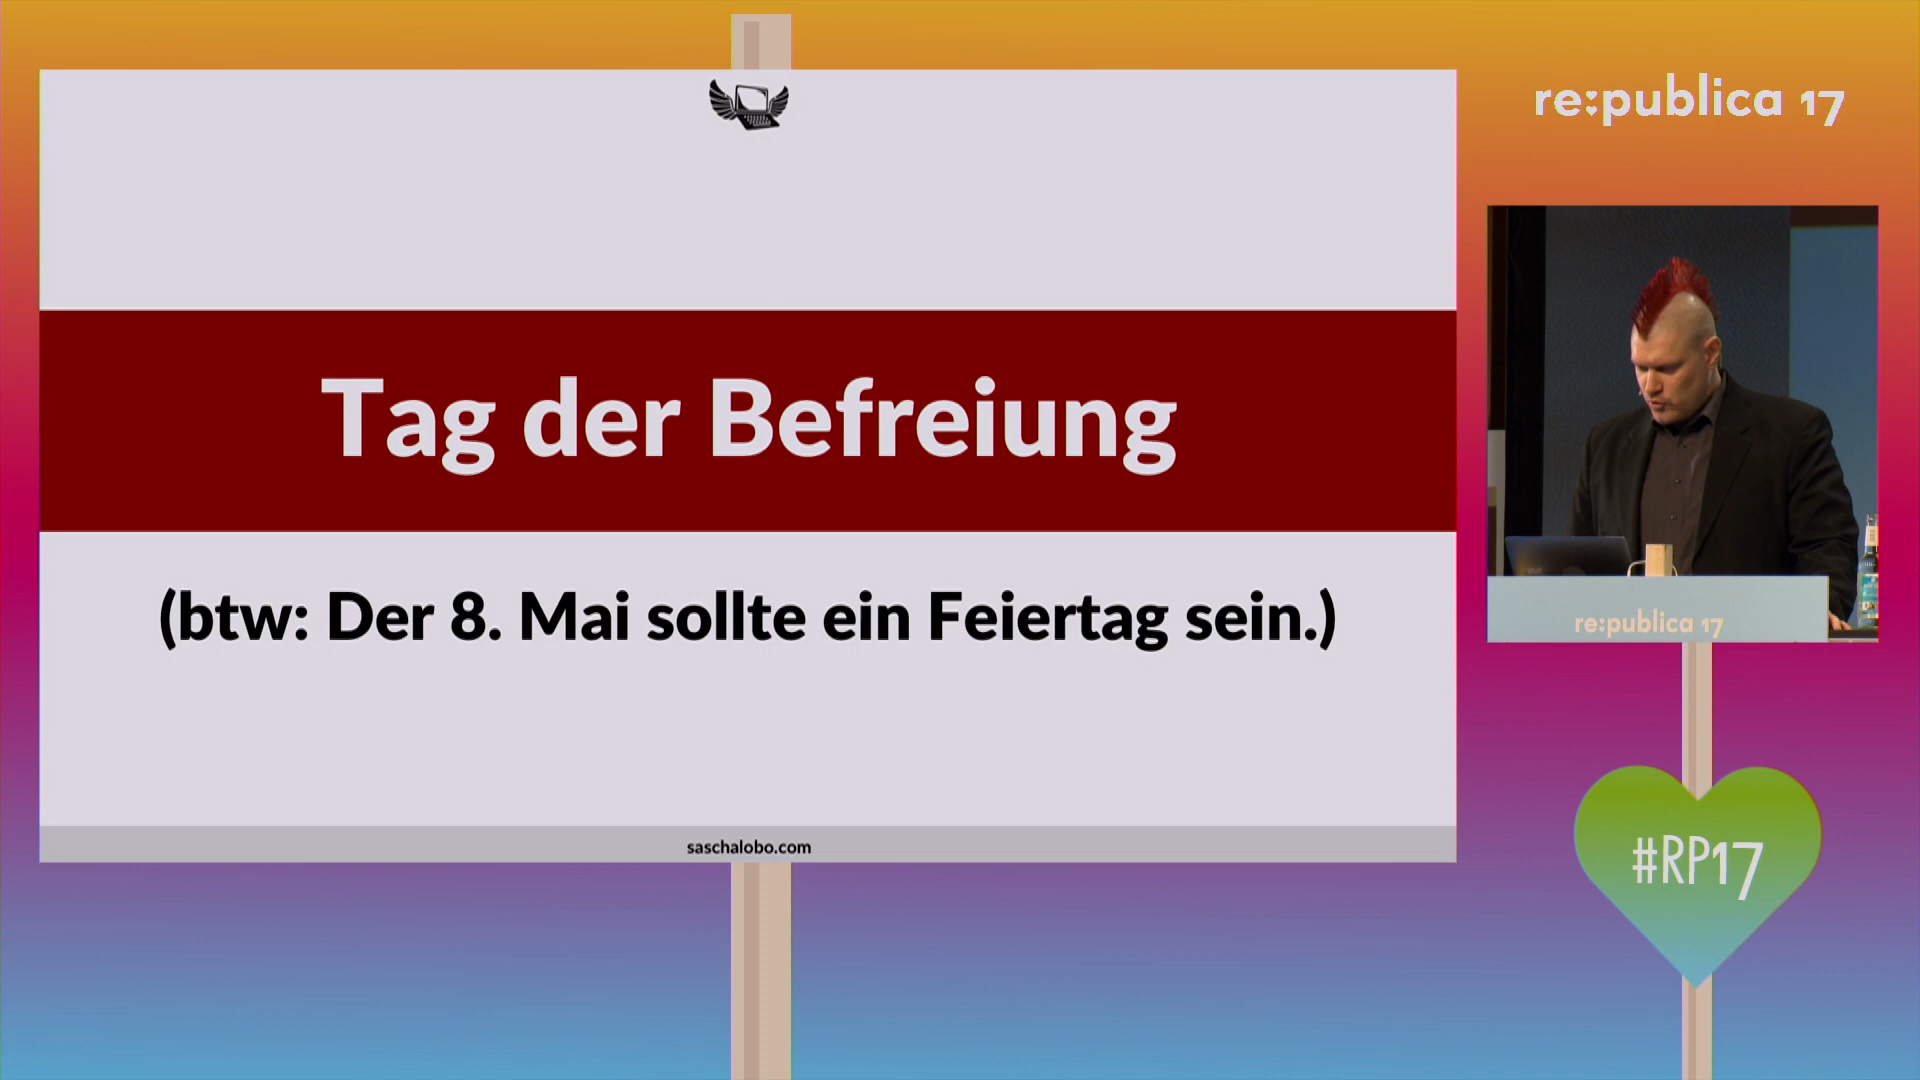 re:publica 17
Tag der Befreiung
(btw: Der 8. Mai sollte ein Feiertag sein.)
saschalobo.com
re:publica 17
#RP17